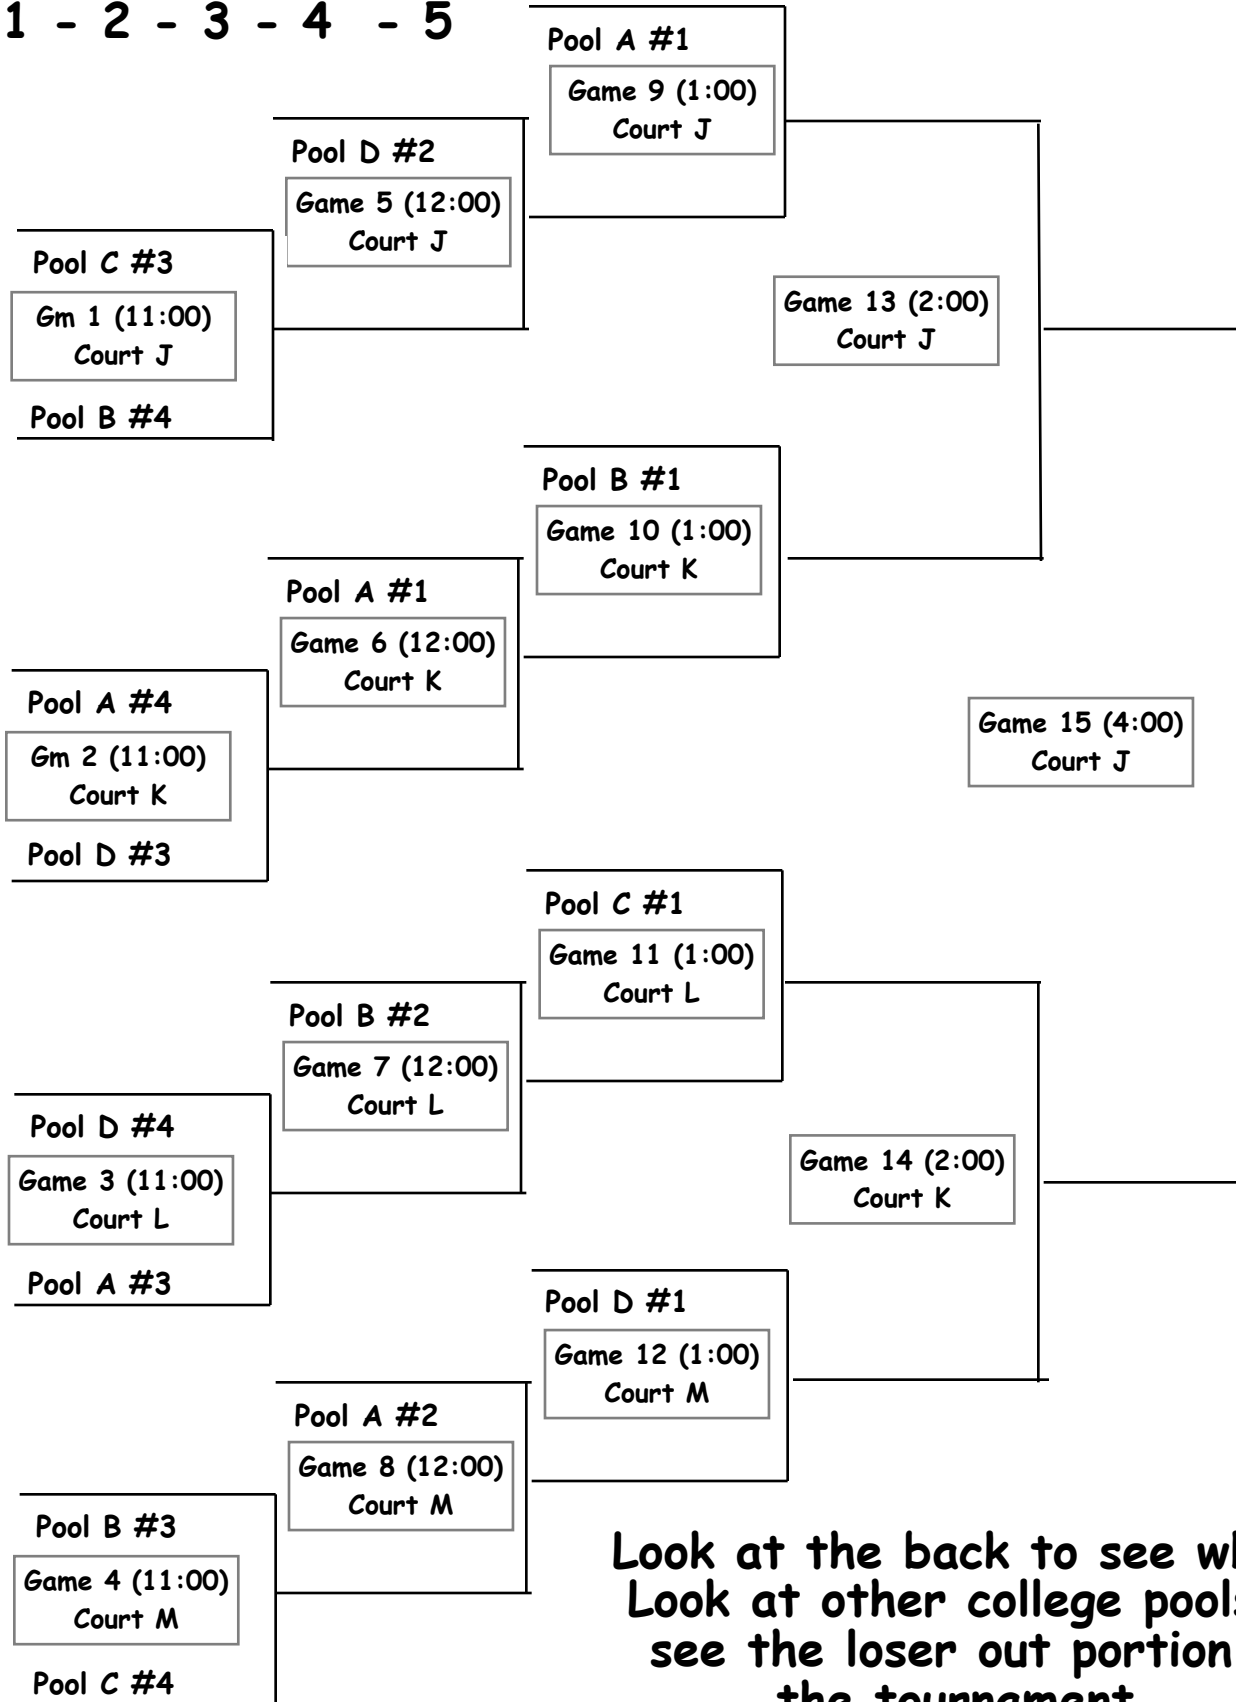 1 - 2 - 3 - 4 - 5
Pool A #1
Game 9 (1:00)
Court J
Pool D #2
Game 5 (12:00)
Court J
Pool C #3
Gm 1 (11:00)
Court J
Pool B #4
Game 13 (2:00)
Court J
Pool B #1
Game 10 (1:00)
Court K
Pool A #1
Game 6 (12:00)
Court K
Pool A #4
Gm 2 (11:00)
Court K
Pool D #3
Game 15 (4:00)
Court J
Pool C #1
Game 11 (1:00)
Court L
Pool B #2
Game 7 (12:00)
Court L
Pool D #4
Game 3 (11:00)
Court L
Pool A #3
Game 14 (2:00)
Court K
Pool D #1
Game 12 (1:00)
Court M
Pool A #2
Game 8 (12:00)
Court M
Pool B #3
Game 4 (11:00)
Court M
Pool C #4
Look at the back to see
Look at other college pools
see the loser out portion
the tournament